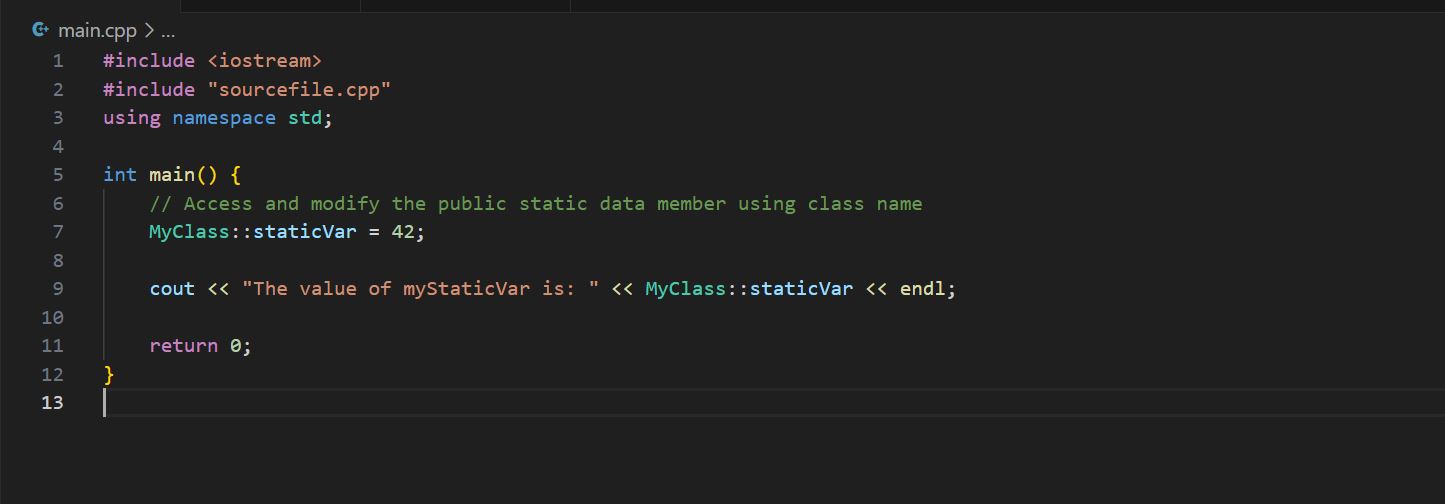 main.cpp > ...
1 #include <iostream>
2 #include "sourcefile.cpp"
3 using namespace std;
4
5 int main() {
6     // Access and modify the public static data member using class name
7     MyClass::staticVar = 42;
8
9     cout << "The value of myStaticVar is: " << MyClass::staticVar << endl;
10
11     return 0;
12 }
13